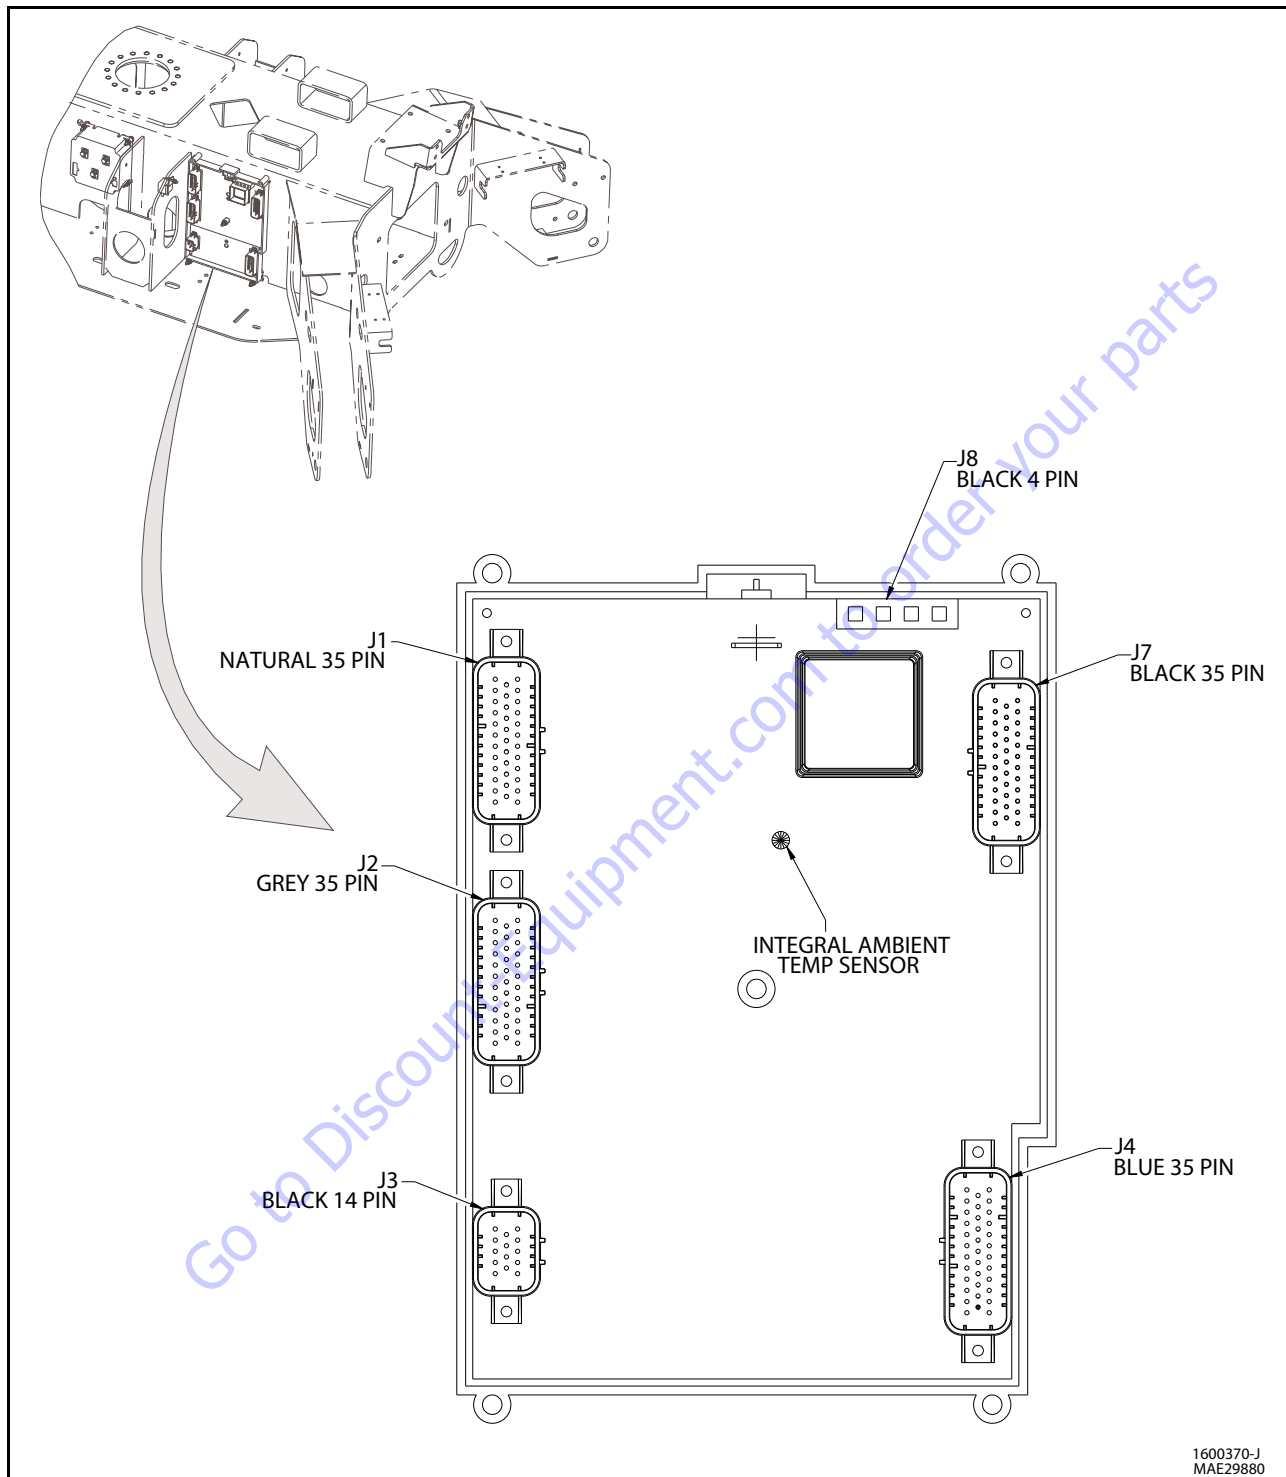 J8
BLACK 4 PIN
J1
NATURAL 35 PIN
J7
BLACK 35 PIN
J2
GREY 35 PIN
INTEGRAL AMBIENT
TEMP SENSOR
J4
BLUE 35 PIN
J3
BLACK 14 PIN
Go to Discount-Equipment.com to order your parts
1600370-J
MAE29880